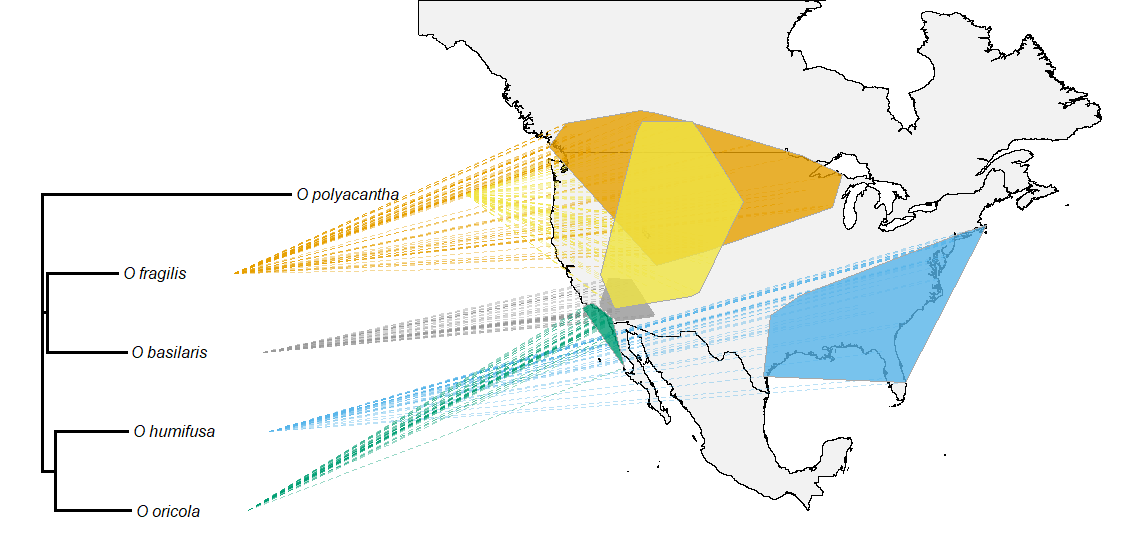 O polyacantha
O fragilis
O basilaris
O humifusa
O oricola